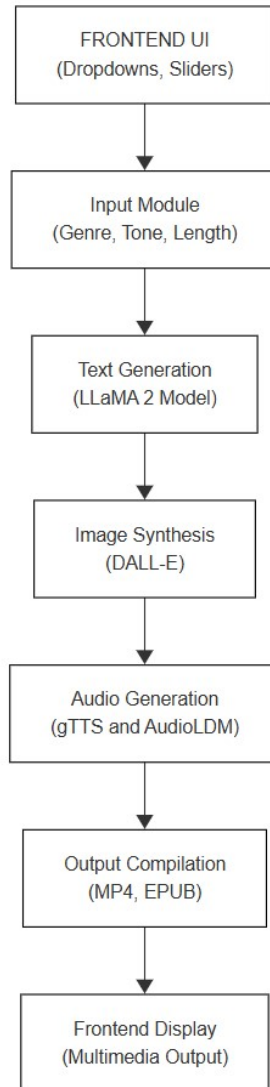 FRONTEND UI
(Dropdowns, Sliders)
Input Module
(Genre, Tone, Length)
Text Generation
(LLaMA 2 Model)
Image Synthesis
(DALL-E)
Audio Generation
(gTTS and AudioLDM)
Output Compilation
(MP4, EPUB)
Frontend Display
(Multimedia Output)